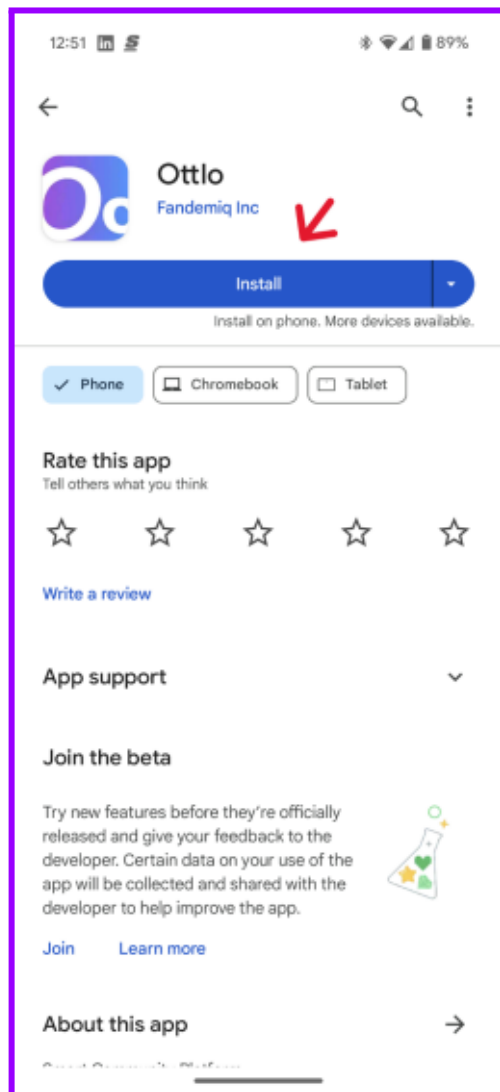 12:51 in S 89%
Ottlo
Fandemiq Inc
Install
Install on phone. More devices available.
Phone Chromebook Tablet
Rate this app
Tell others what you think
Write a review
App support
Join the beta
Try new features before they're officially
released and give your feedback to the
developer. Certain data on your use of the
app will be collected and shared with the
developer to help improve the app.
Join Learn more
About this app